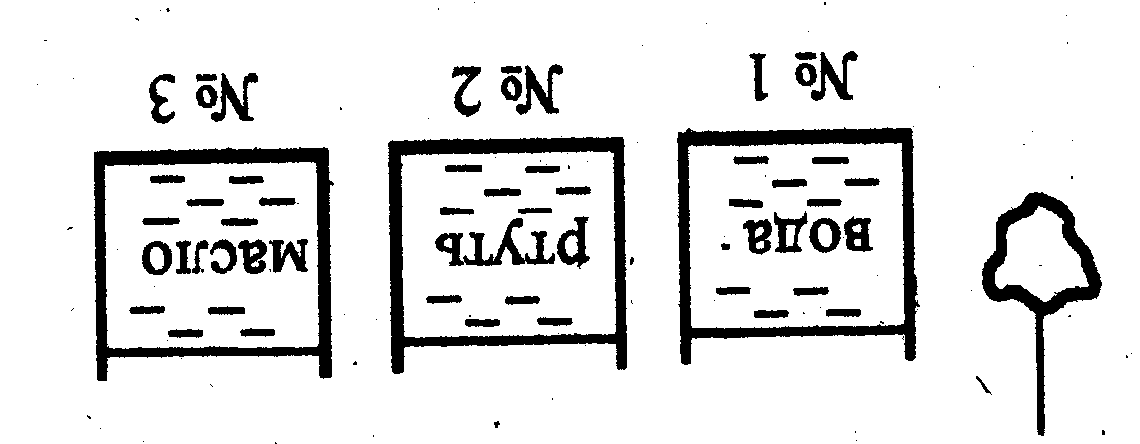 № 1
вода
№ 2
ртуть
№ 3
масло